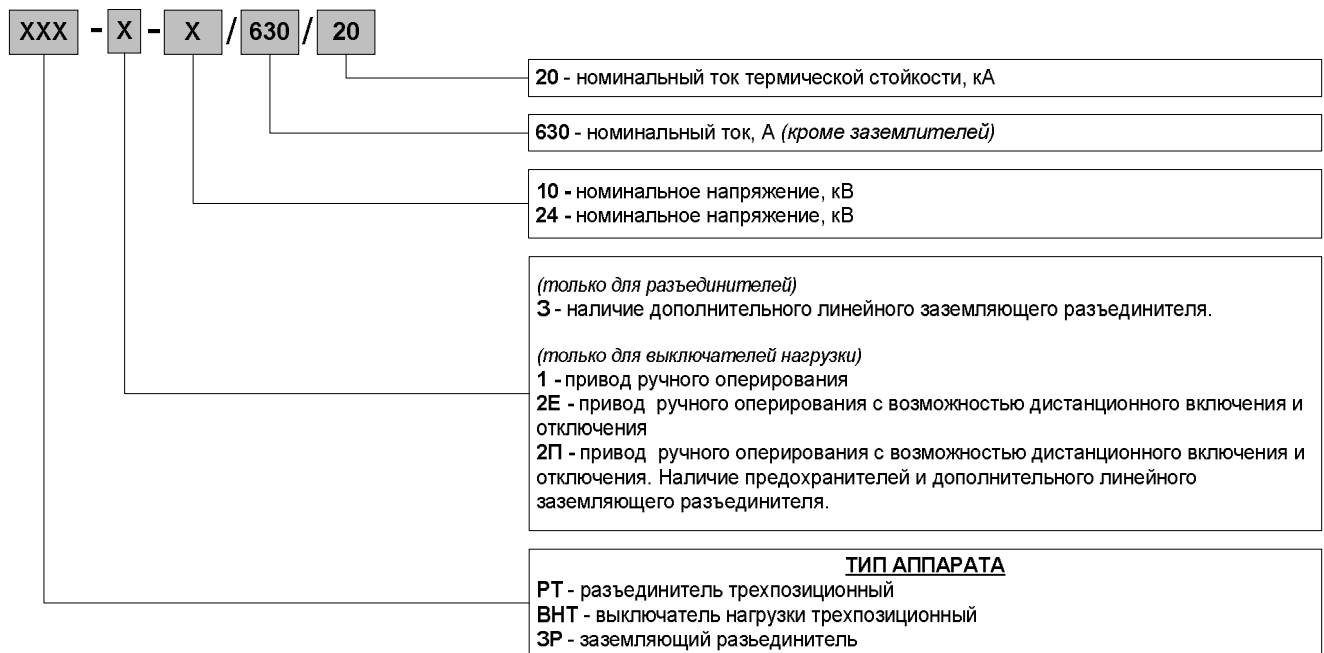 XXX - X - X / 630 / 20
20 - номинальный ток термической стойкости, кА
630 - номинальный ток, А (кроме заземлителей)
10 - номинальное напряжение, кВ
24 - номинальное напряжение, кВ
(только для разъединителей)
З - наличие дополнительного линейного заземляющего разъединителя.
(только для выключателей нагрузки)
1 - привод ручного оперирования
2Е - привод ручного оперирования с возможностью дистанционного включения и
отключения
2П - привод ручного оперирования с возможностью дистанционного включения и
отключения. Наличие предохранителей и дополнительного линейного
заземляющего разъединителя.
ТИП АППАРАТА
РТ - разъединитель трехпозиционный
ВНТ - выключатель нагрузки трехпозиционный
ЗР - заземляющий разьединитель